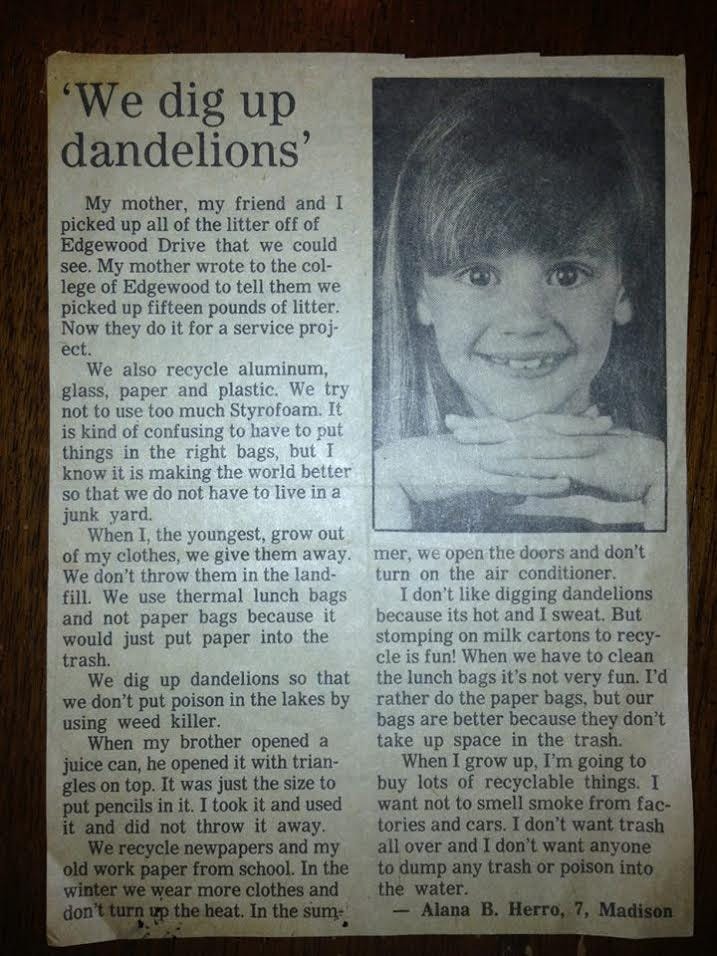 ‘We dig up
dandelions’
My mother, my friend and I
picked up all of the litter off of
Edgewood Drive that we could
see. My mother wrote to the col-
lege of Edgewood to tell them we
picked up fifteen pounds of litter.
Now they do it for a service proj-
ect.
We also recycle aluminum,
glass, paper and plastic. We try
not to use too much Styrofoam. It
is kind of confusing to have to put
things in the right bags, but I
know it is making the world better
so that we do not have to live in a
junk yard.
When I, the youngest, grow out
of my clothes, we give them away.
We don’t throw them in the land-
fill. We use thermal lunch bags
and not paper bags because it
would just put paper into the
trash.
We dig up dandelions so that
we don’t put poison in the lakes by
using weed killer.
When my brother opened a
juice can, he opened it with trian-
gles on top. It was just the size to
put pencils in it. I took it and used
it and did not throw it away.
We recycle newspapers and my
old work paper from school. In the
winter we wear more clothes and
don’t turn up the heat. In the sum-
mer, we open the doors and don’t
turn on the air conditioner.
I don’t like digging dandelions
because its hot and I sweat. But
stomping on milk cartons to recy-
cle is fun! When we have to clean
the lunch bags it’s not very fun. I’d
rather do the paper bags, but our
bags are better because they don’t
take up space in the trash.
When I grow up, I’m going to
buy lots of recyclable things. I
want not to smell smoke from fac-
tories and cars. I don’t want trash
all over and I don’t want anyone
to dump any trash or poison into
the water.
— Alana B. Herro, 7, Madison